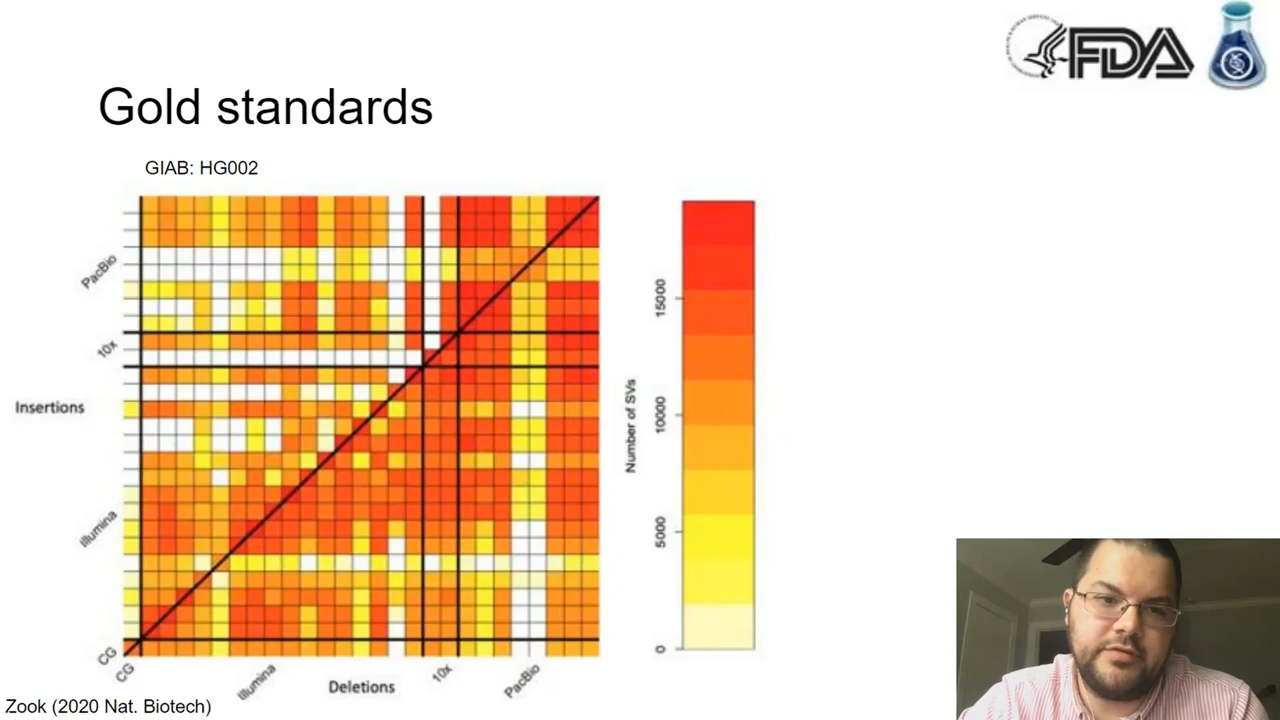 FDA
Gold standards
GIAB: HG002
PacBio
10x
Insertions
Illumina
CG
CG
Illumina
10x
PacBio
Deletions
Number of SVs
15000
10000
5000
0
Zook (2020 Nat. Biotech)